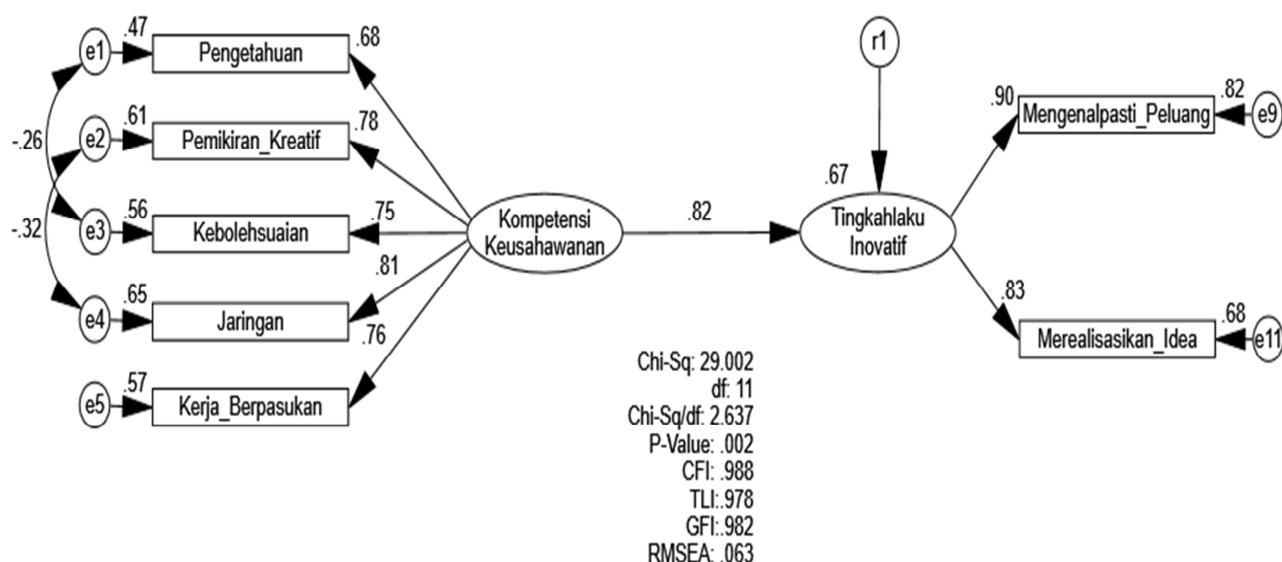 e1
.47
Pengetahuan
.68
e2
.61
Pemikiran_Kreatif
.78
-.26
e3
.56
Kebolehsuaian
.75
-.32
e4
.65
Jaringan
.81
e5
.57
Kerja_Berpasukan
.76
Kompetensi
Keusahawanan
.82
r1
.67
Tingkahlaku
Inovatif
.90
Mengenalpasti_Peluang
.82
e9
.83
Merealisasikan_Idea
.68
e11
Chi-Sq: 29.002
df: 11
Chi-Sq/df: 2.637
P-Value: .002
CFI: .988
TLI:.978
GFI:.982
RMSEA: .063